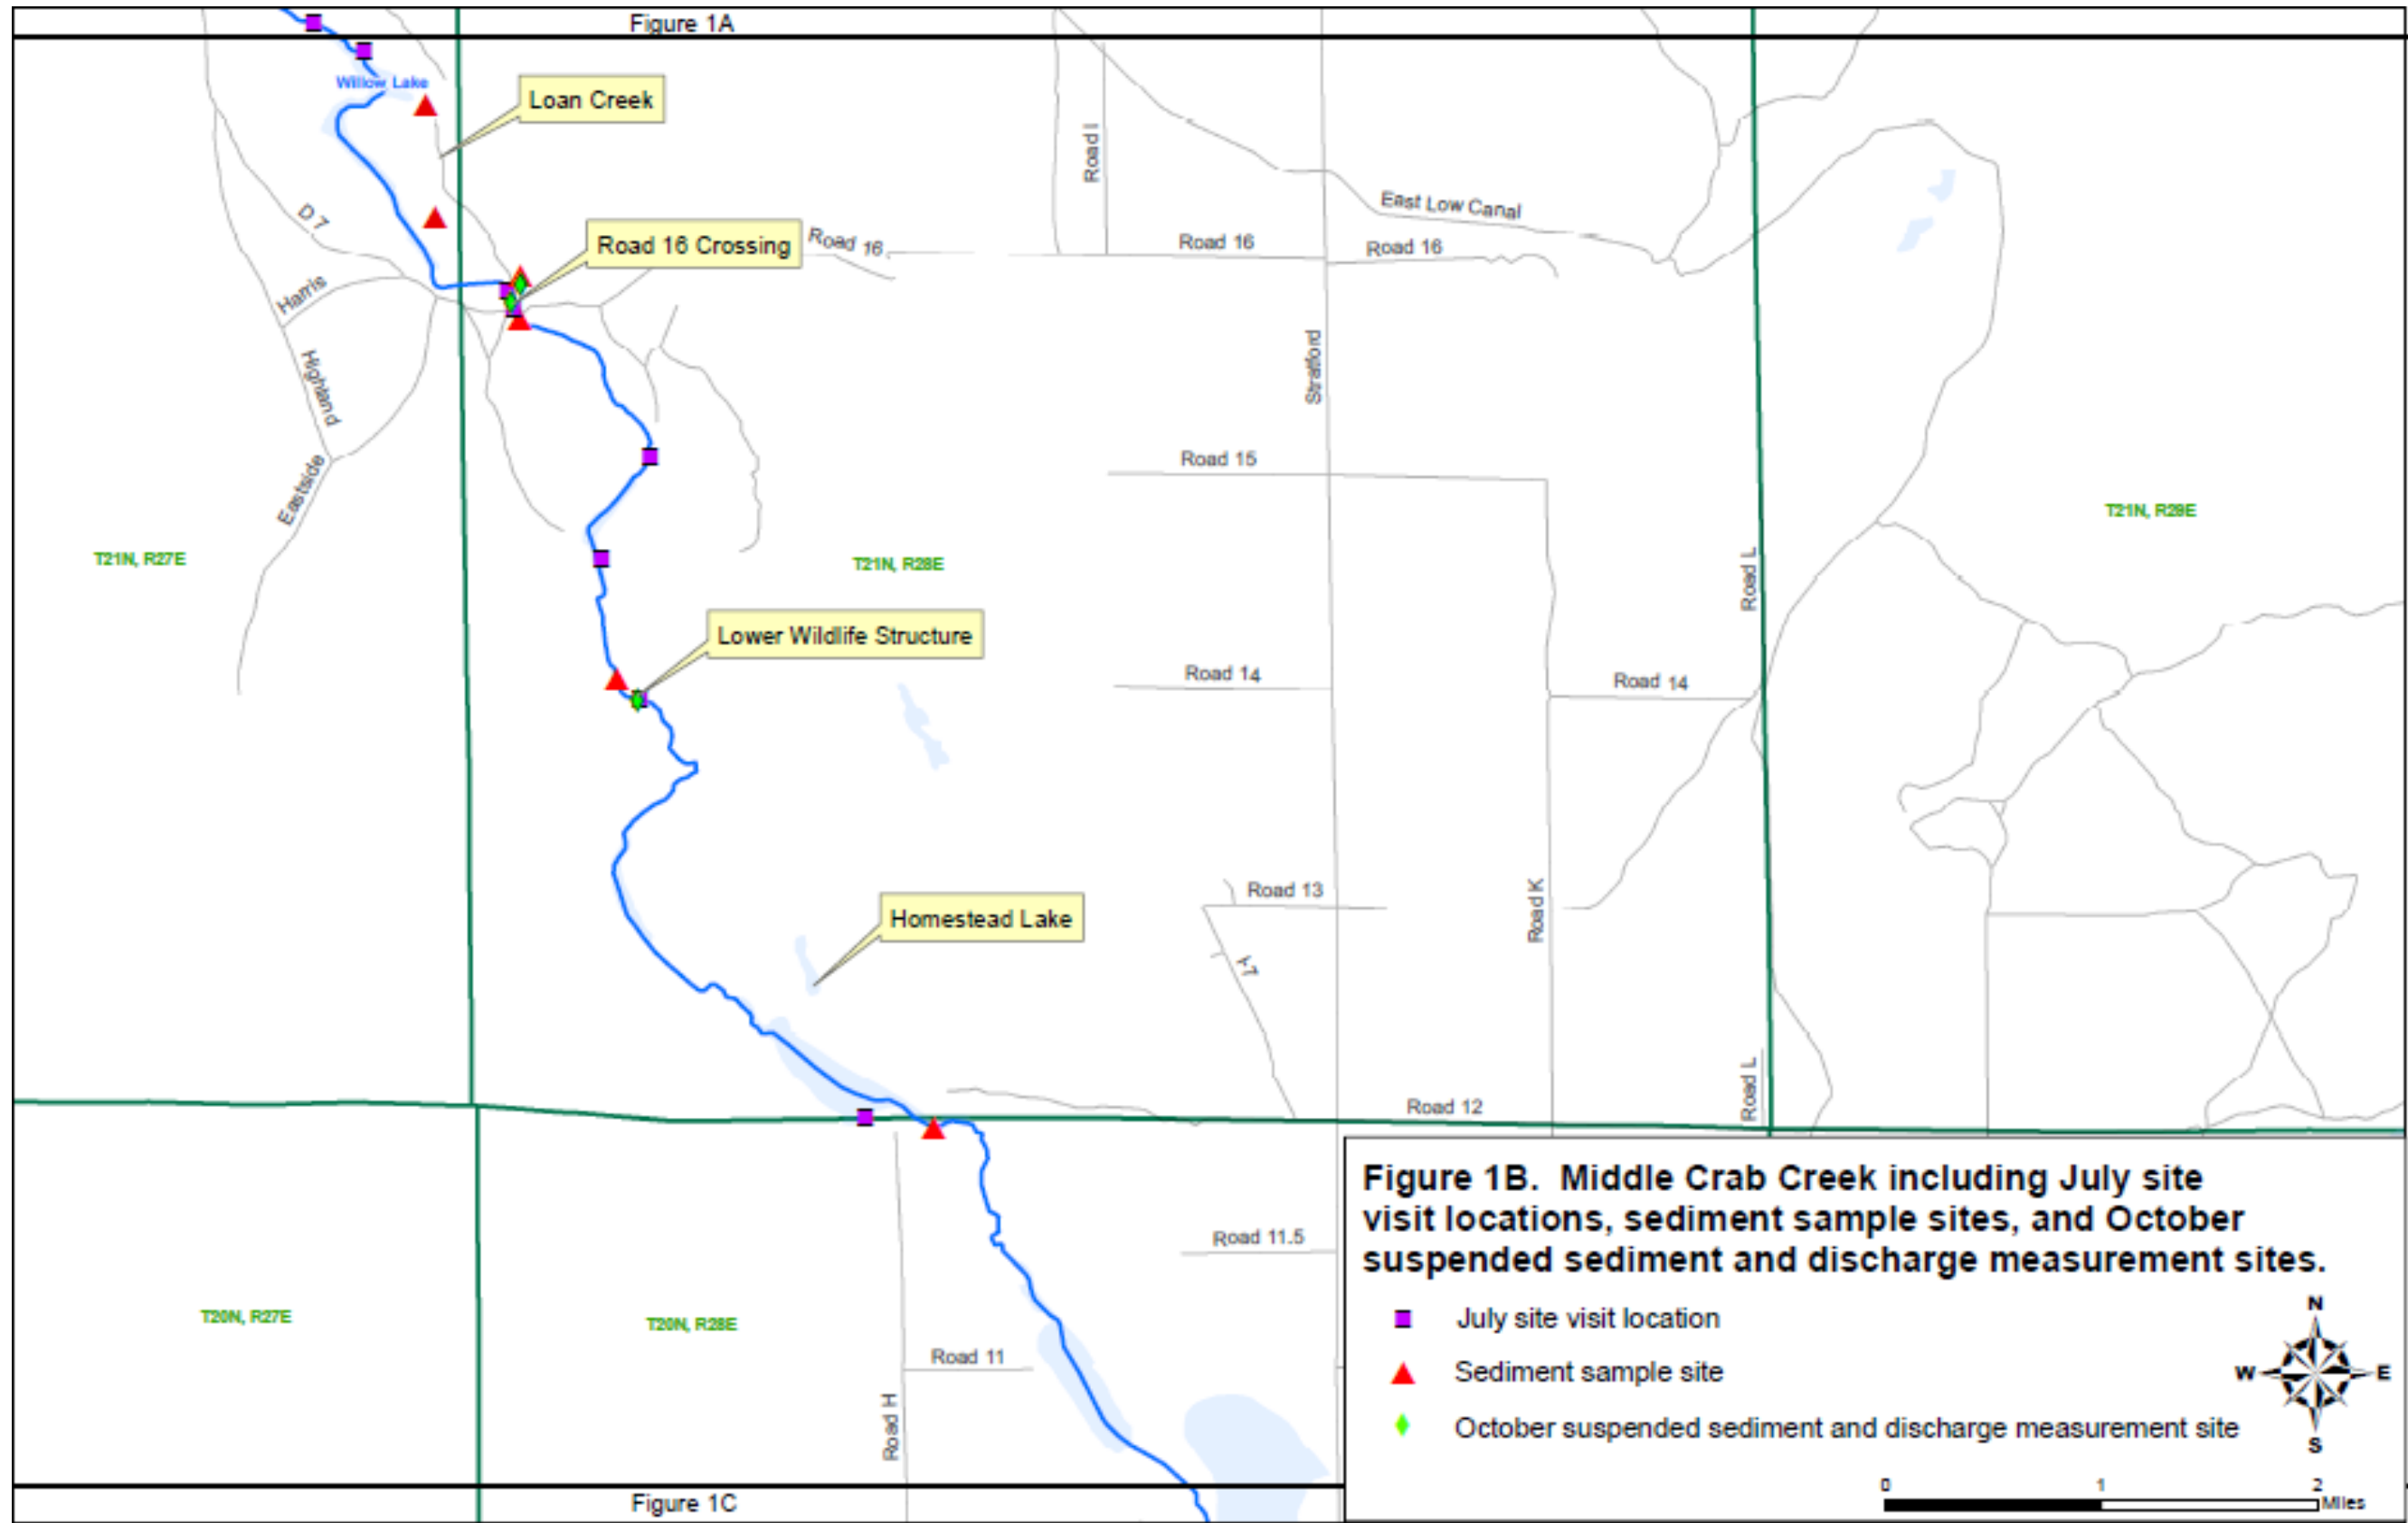 Figure 1A
Willow Lake
Loan Creek
Road I
D 7
East Low Canal
Road 16 Crossing
Road 16
Road 16
Road 16
Harris
Highland
Stratford
Eastside
Road 15
T21N, R27E
T21N, R28E
T21N, R29E
Road L
Lower Wildlife Structure
Road 14
Road 14
Road 13
Road K
Homestead Lake
Road L
Road 12
T20N, R27E
T20N, R28E
Road 11.5
Road 11
Road H
Figure 1B. Middle Crab Creek including July site
visit locations, sediment sample sites, and October
suspended sediment and discharge measurement sites.
July site visit location
Sediment sample site
October suspended sediment and discharge measurement site
N
W
E
S
0
1
2
Miles
Figure 1C